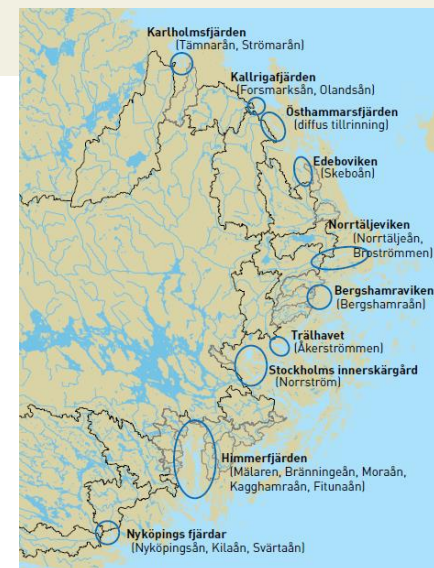 Karlholmsfjärden
(Tämnarån, Strömarån)
Kallrigafjärden
(Forsmarksån, Olandsån)
Östhammarsfjärden
(diffus tillrinning)
Edeboviken
(Skeboån)
Norrtäljeviken
(Norrtäljeån,
Broströmmen)
Bergshamraviken
(Bergshamraån)
Trälhavet
(Åkerströmmen)
Stockholms innerskärgård
(Norrström)
Himmerfjärden
(Mälaren, Bränningeån, Moraån,
Kagghamraån, Fitunaån)
Nyköpings fjärdar
(Nyköpingsån, Kilaån, Svärtaån)